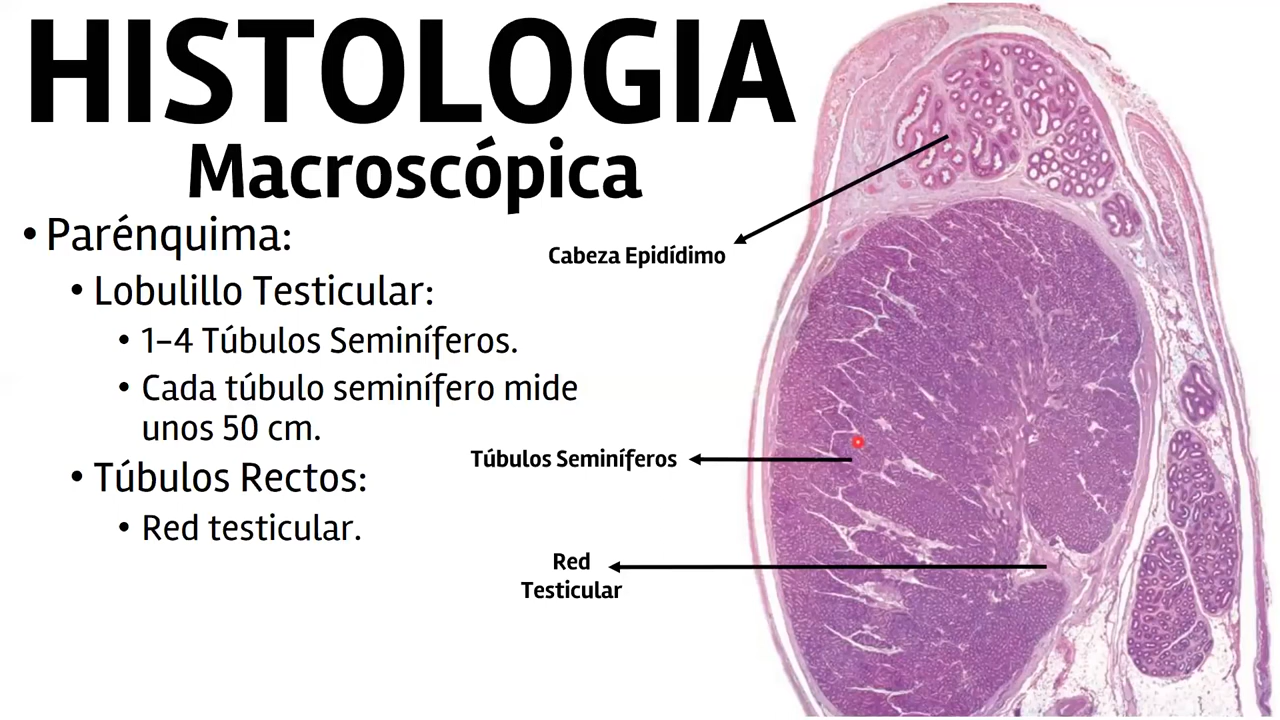 HISTOLOGIA
Macroscópica
• Parénquima:
• Lobulillo Testicular:
• 1-4 Túbulos Seminíferos.
• Cada túbulo seminífero mide
unos 50 cm.
• Túbulos Rectos:
• Red testicular.
Cabeza Epidídimo
Túbulos Seminíferos
Red
Testicular